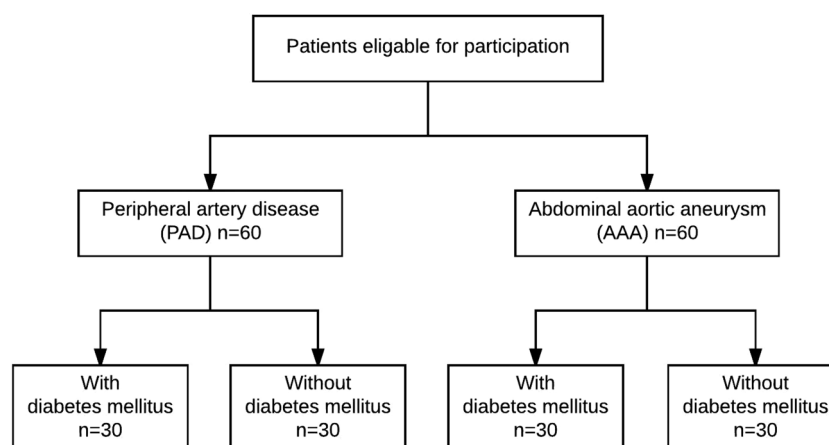 Patients eligable for participation
Peripheral artery disease
(PAD) n=60
Abdominal aortic aneurysm
(AAA) n=60
With
diabetes mellitus
n=30
Without
diabetes mellitus
n=30
With
diabetes mellitus
n=30
Without
diabetes mellitus
n=30